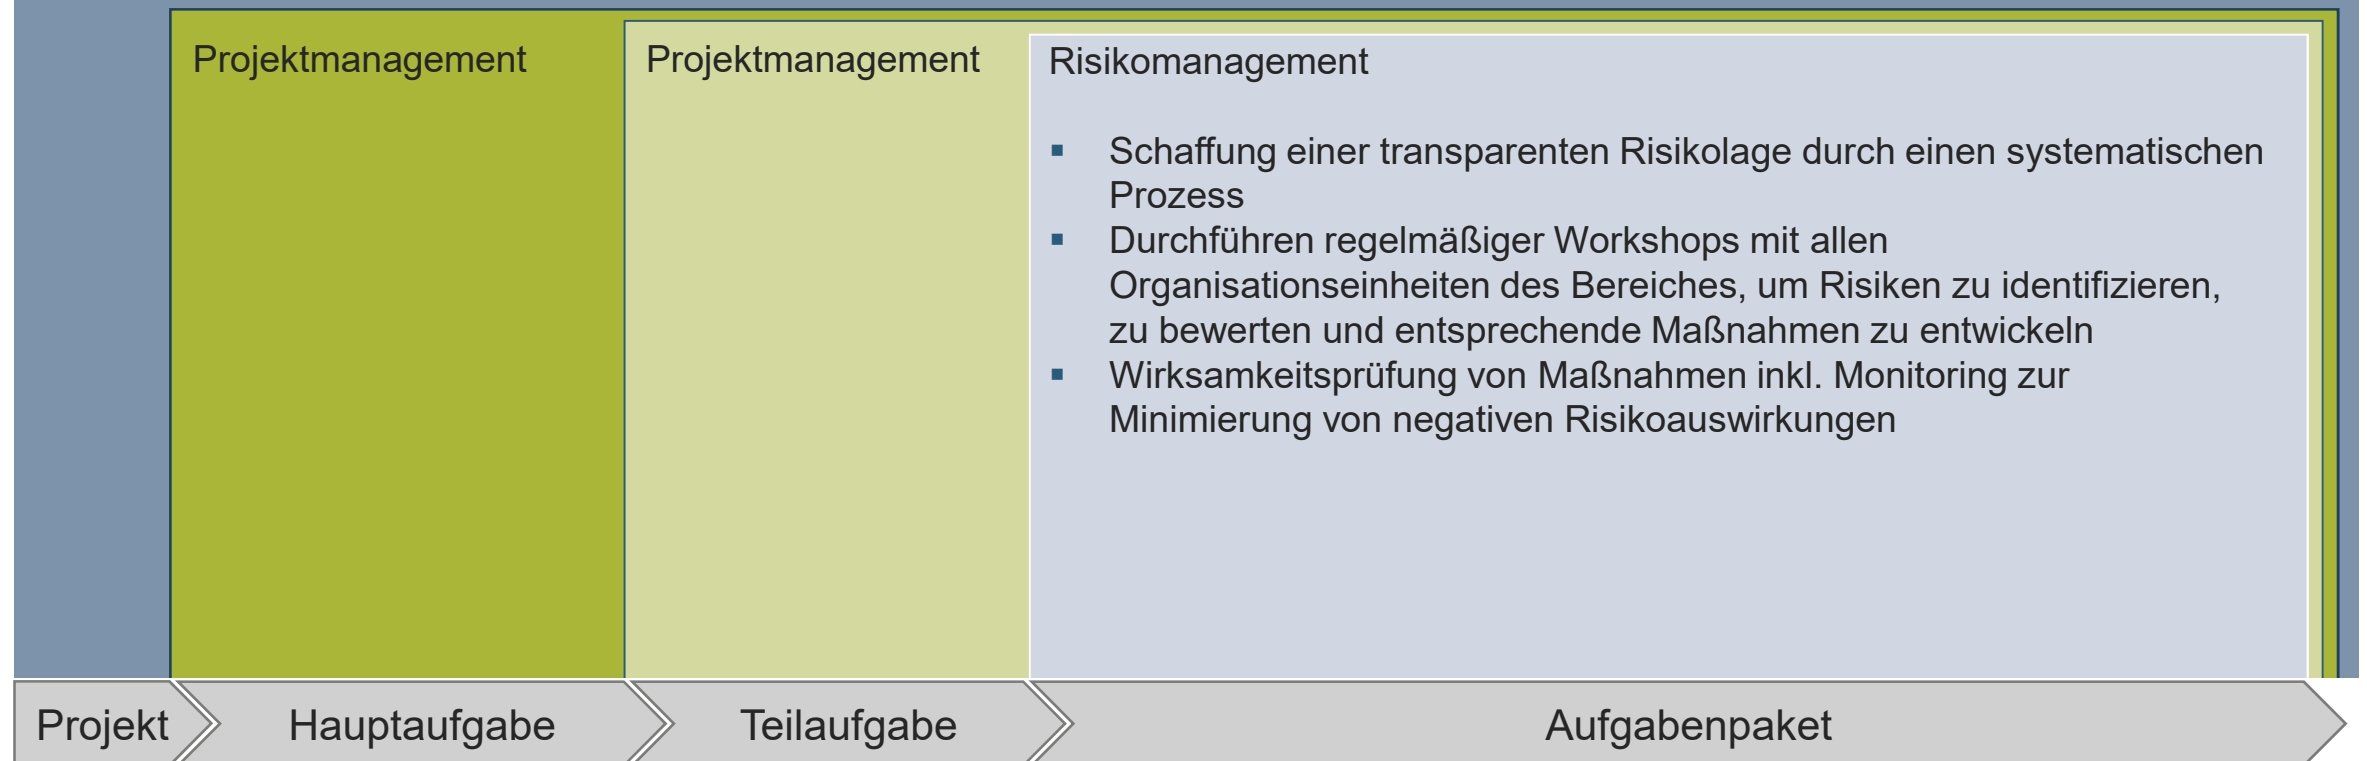 Projektmanagement
Projektmanagement
Risikomanagement
▪ Schaffung einer transparenten Risikolage durch einen systematischen
Prozess
▪ Durchführen regelmäßiger Workshops mit allen
Organisationseinheiten des Bereiches, um Risiken zu identifizieren,
zu bewerten und entsprechende Maßnahmen zu entwickeln
▪ Wirksamkeitsprüfung von Maßnahmen inkl. Monitoring zur
Minimierung von negativen Risikoauswirkungen
Projekt
Hauptaufgabe
Teilaufgabe
Aufgabenpaket